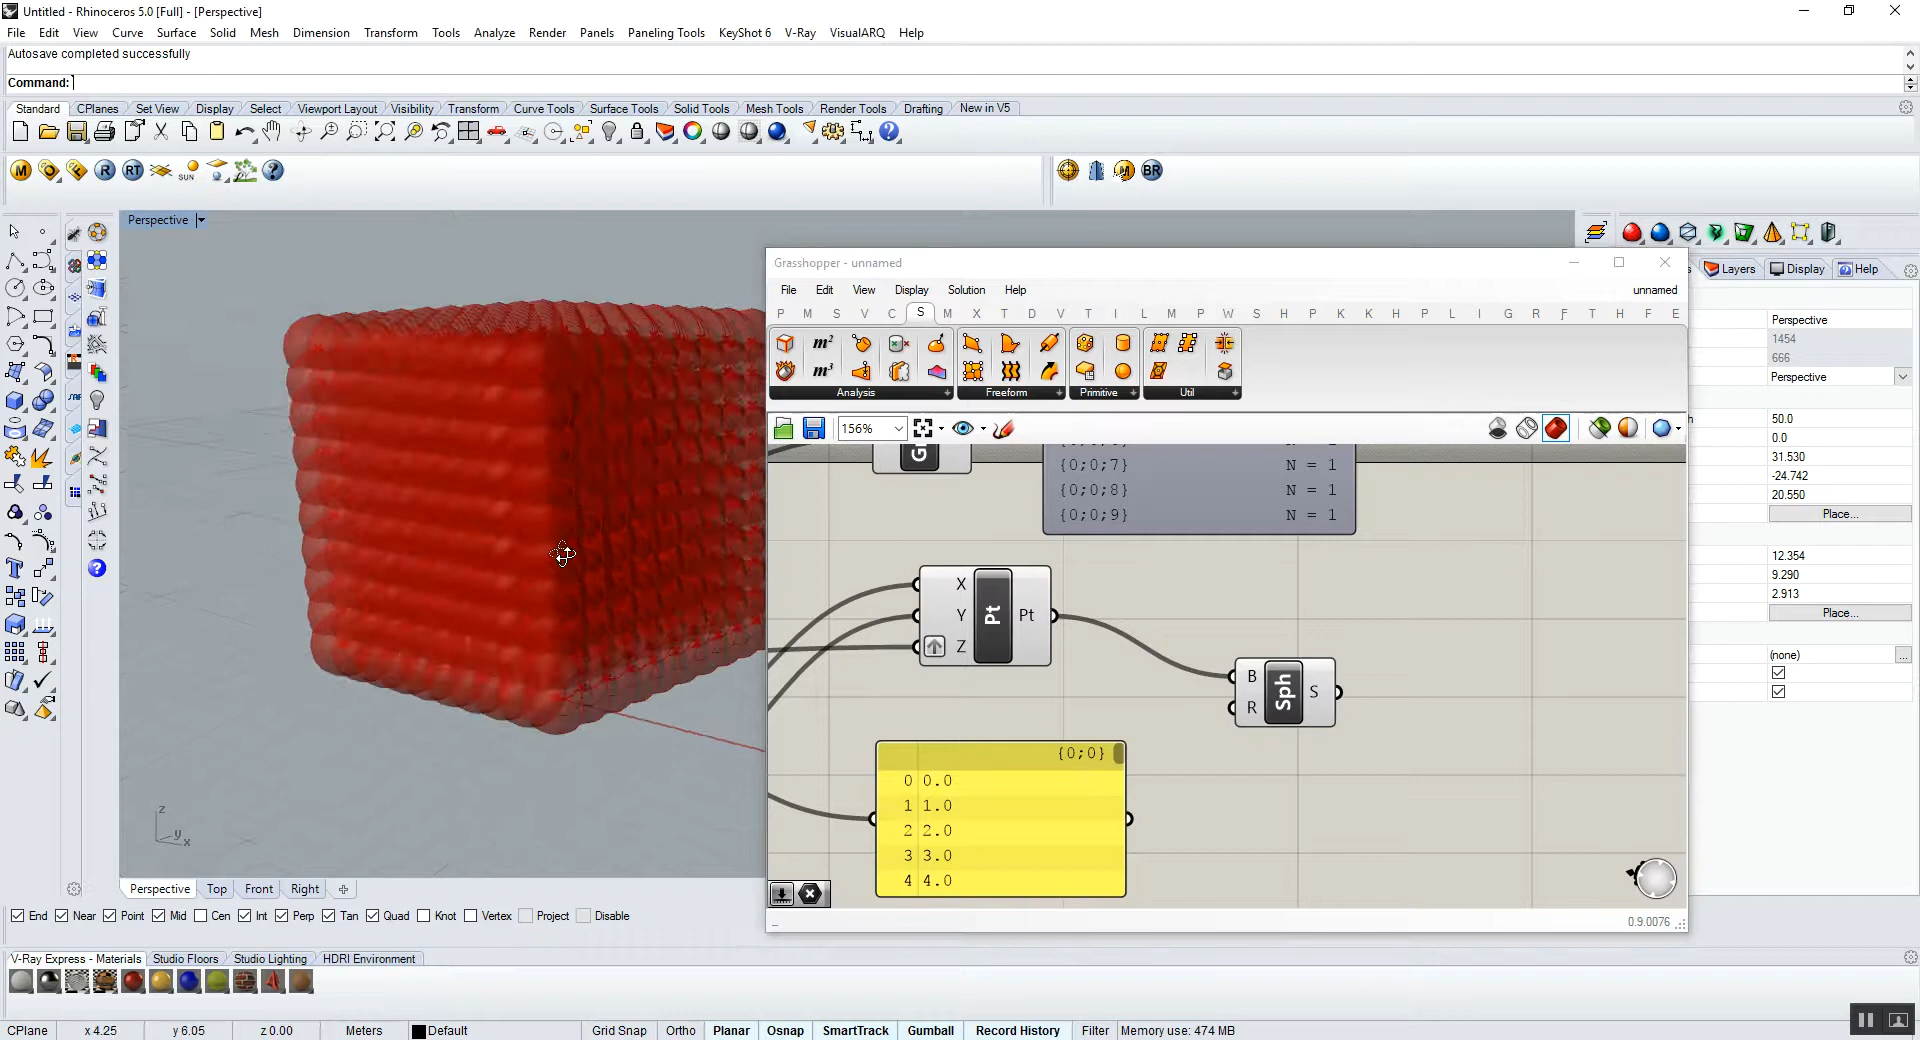 Untitled - Rhinoceros 5.0 [Full] - [Perspective]
File Edit View Curve Surface Solid Mesh Dimension Transform Tools Analyze Render Panels Paneling Tools KeyShot 6 V-Ray VisualARQ Help
Autosave completed successfully
Command:
Standard CPlanes Set View Display Select Viewport Layout Visibility Transform Curve Tools Surface Tools Solid Tools Mesh Tools Render Tools Drafting New in V5
M O F R RT SUN M BR
Perspective
Layers Display Help
Grasshopper - unnamed
File Edit View Display Solution Help unnamed
P M S V C S M X T D V T I L M P W S H P K K H P L I G R F T H F E
m²
m³
Analysis Freeform Primitive Util
156%
{0;0;7} N = 1
{0;0;8} N = 1
{0;0;9} N = 1
X
Y Pt Pt
Z
B
Sph S
R
{0;0}
0 0.0
1 1.0
2 2.0
3 3.0
4 4.0
0.9.0076
Perspective
1454
666
Perspective
50.0
0.0
31.530
-24.742
20.550
Place...
12.354
9.290
2.913
Place...
(none)
...
z
y
x
Perspective Top Front Right
End Near Point Mid Cen Int Perp Tan Quad Knot Vertex Project Disable
V-Ray Express - Materials Studio Floors Studio Lighting HDRI Environment
CPlane x 4.25 y 6.05 z 0.00 Meters Default Grid Snap Ortho Planar Osnap SmartTrack Gumball Record History Filter Memory use: 474 MB